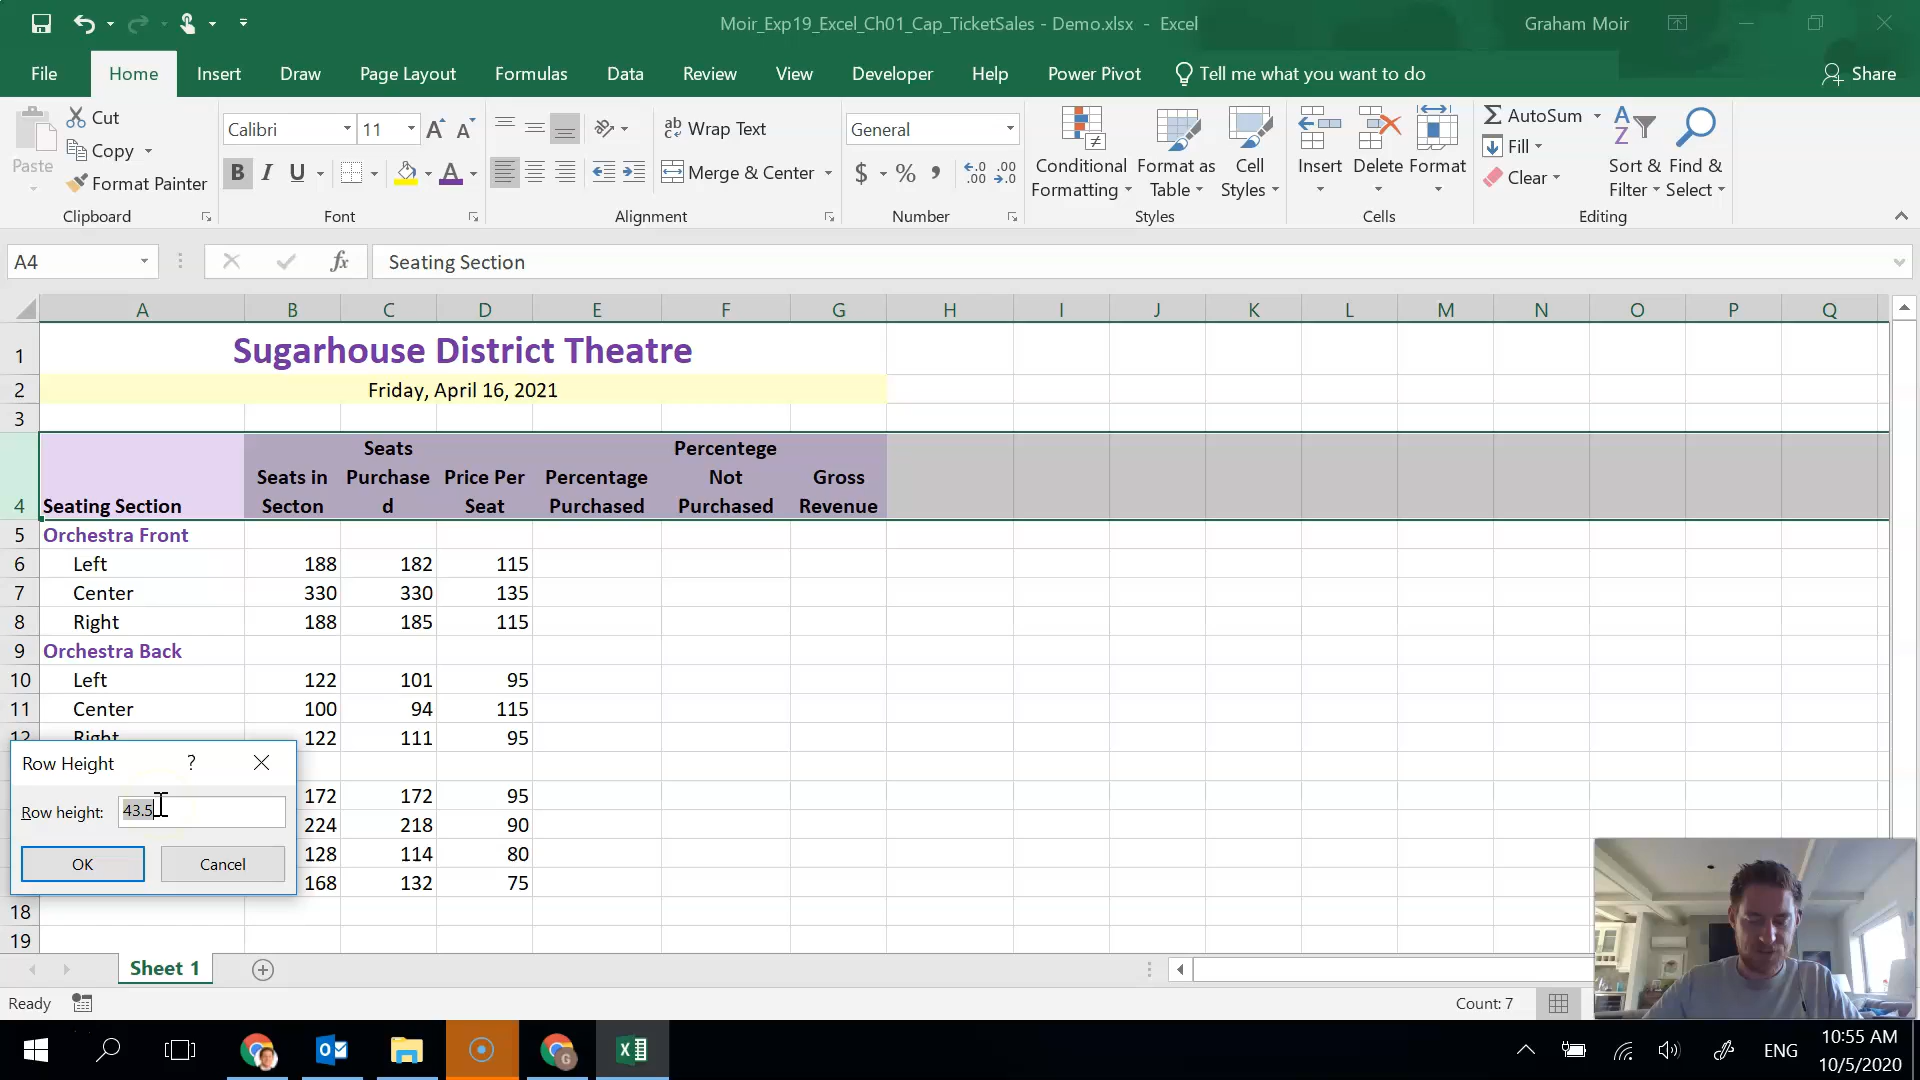 Moir_Exp19_Excel_Ch01_Cap_TicketSales - Demo.xlsx - Excel
Graham Moir
File Home Insert Draw Page Layout Formulas Data Review View Developer Help Power Pivot Tell me what you want to do Share
Paste
Cut
Copy
Format Painter
Clipboard
Calibri 11
B I U
Font
Wrap Text
Merge & Center
Alignment
General
$ % ,
Number
Conditional Formatting
Format as Table
Cell Styles
Styles
Insert Delete Format
Cells
AutoSum
Fill
Clear
Sort & Filter
Find & Select
Editing
A4 fx Seating Section
A B C D E F G H I J K L M N O P Q
1 Sugarhouse District Theatre
2 Friday, April 16, 2021
3
4 Seating Section Seats in Secton Seats Purchase d Price Per Seat Percentage Purchased Percentege Not Purchased Gross Revenue
5 Orchestra Front
6 Left 188 182 115
7 Center 330 330 135
8 Right 188 185 115
9 Orchestra Back
10 Left 122 101 95
11 Center 100 94 115
12 Right 122 111 95
172 172 95
224 218 90
128 114 80
168 132 75
18
19
Row Height ?
Row height: 43.5
OK Cancel
Sheet 1
Ready
Count: 7
ENG
10:55 AM
10/5/2020